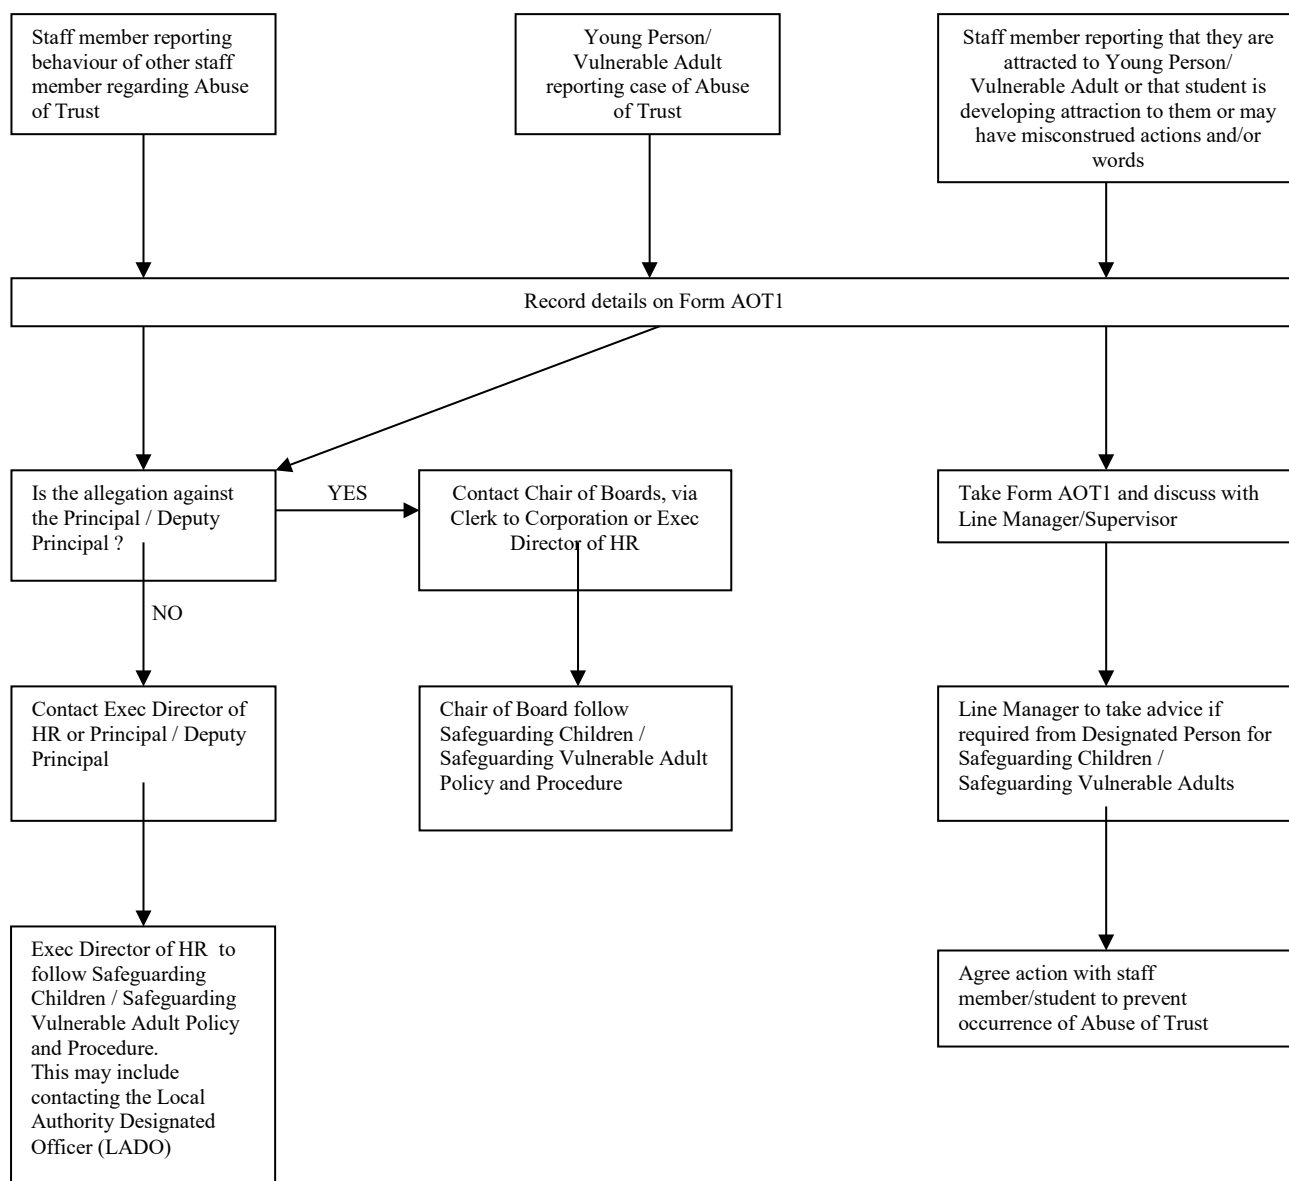 Staff member reporting
behaviour of other staff
member regarding Abuse
of Trust
Young Person/
Vulnerable Adult
reporting case of Abuse
of Trust
Staff member reporting that they are
attracted to Young Person/
Vulnerable Adult or that student is
developing attraction to them or may
have misconstrued actions and/or
words
Record details on Form AOT1
Is the allegation against
the Principal / Deputy
Principal ?
YES
Contact Chair of Boards, via
Clerk to Corporation or Exec
Director of HR
Take Form AOT1 and discuss with
Line Manager/Supervisor
NO
Contact Exec Director of
HR or Principal / Deputy
Principal
Chair of Board follow
Safeguarding Children /
Safeguarding Vulnerable Adult
Policy and Procedure
Line Manager to take advice if
required from Designated Person for
Safeguarding Children /
Safeguarding Vulnerable Adults
Exec Director of HR  to
follow Safeguarding
Children / Safeguarding
Vulnerable Adult Policy
and Procedure.
This may include
contacting the Local
Authority Designated
Officer (LADO)
Agree action with staff
member/student to prevent
occurrence of Abuse of Trust